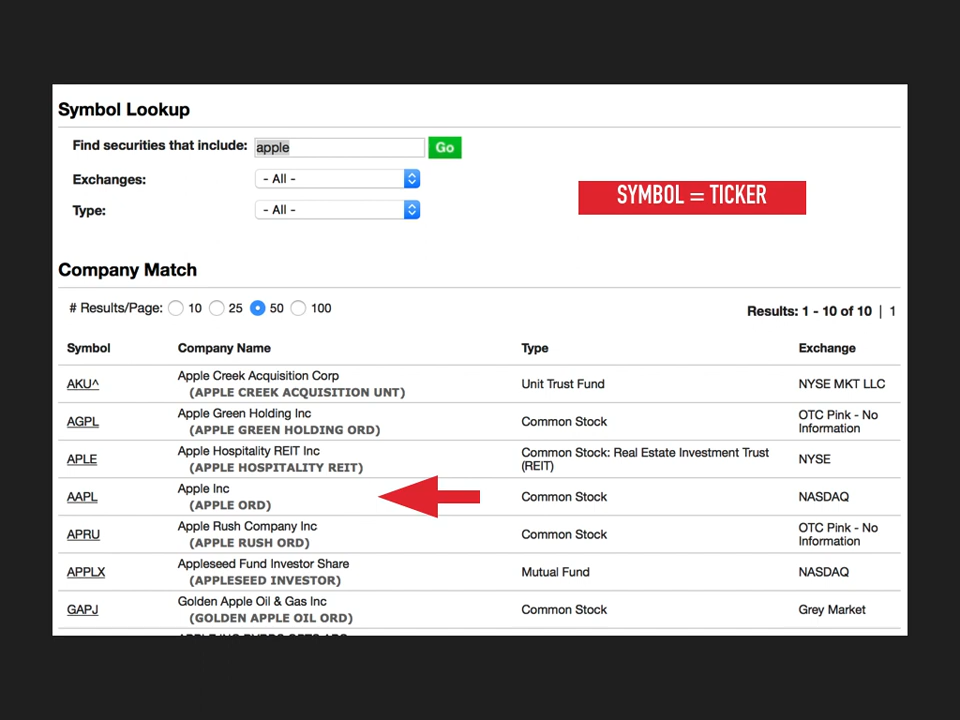 Symbol Lookup
Find securities that include: apple Go
Exchanges: - All -
SYMBOL = TICKER
Type: - All -
Company Match
# Results/Page: 10 25 50 100
Results: 1 - 10 of 10 | 1
Symbol Company Name Type Exchange
AKU^ Apple Creek Acquisition Corp Unit Trust Fund NYSE MKT LLC
(APPLE CREEK ACQUISITION UNT)
AGPL Apple Green Holding Inc Common Stock OTC Pink - No
(APPLE GREEN HOLDING ORD) Information
APLE Apple Hospitality REIT Inc Common Stock: Real Estate Investment Trust NYSE
(APPLE HOSPITALITY REIT) (REIT)
AAPL Apple Inc Common Stock NASDAQ
(APPLE ORD)
APRU Apple Rush Company Inc Common Stock OTC Pink - No
(APPLE RUSH ORD) Information
APPLX Appleseed Fund Investor Share Mutual Fund NASDAQ
(APPLESEED INVESTOR)
GAPJ Golden Apple Oil & Gas Inc Common Stock Grey Market
(GOLDEN APPLE OIL ORD)